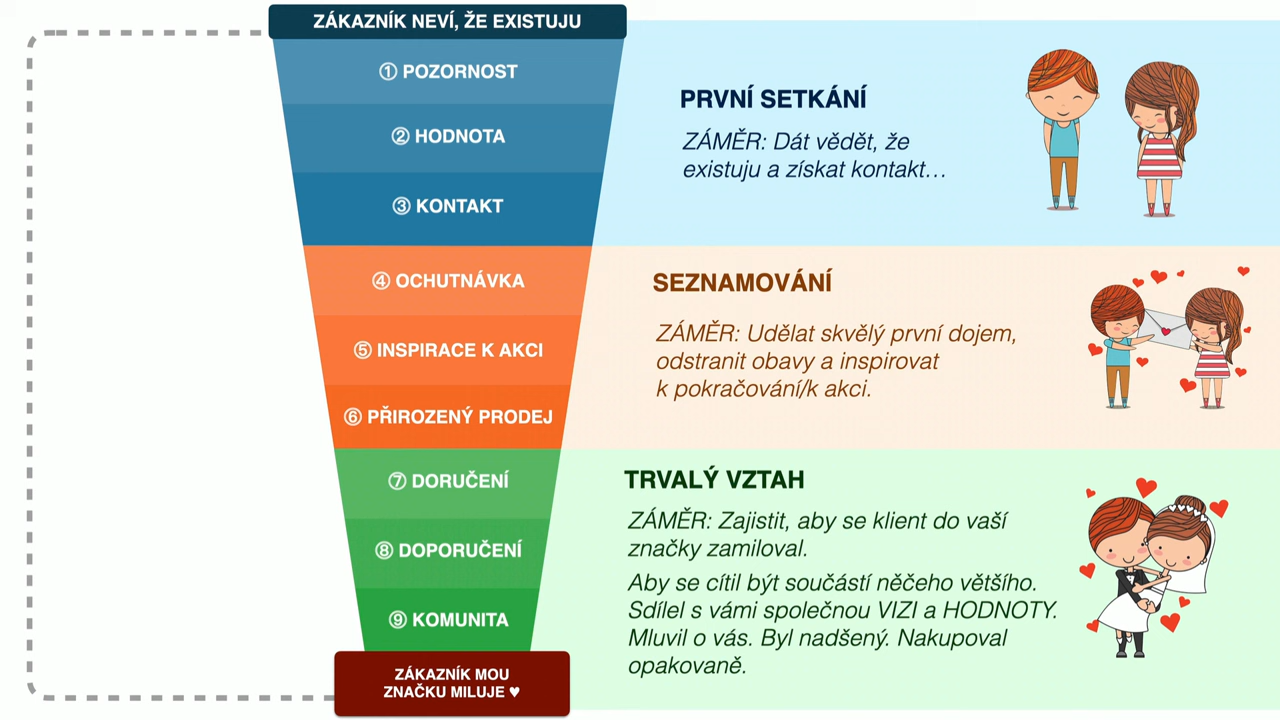 ZÁKAZNÍK NEVÍ, ŽE EXISTUJU
① POZORNOST
② HODNOTA
③ KONTAKT
PRVNÍ SETKÁNÍ
ZÁMĚR: Dát vědět, že
existuju a získat kontakt…
④ OCHUTNÁVKA
⑤ INSPIRACE K AKCI
⑥ PŘIROZENÝ PRODEJ
SEZNAMOVÁNÍ
ZÁMĚR: Udělat skvělý první dojem,
odstranit obavy a inspirovat
k pokračování/k akci.
⑦ DORUČENÍ
⑧ DOPORUČENÍ
⑨ KOMUNITA
TRVALÝ VZTAH
ZÁMĚR: Zajistit, aby se klient do vaší
značky zamiloval.
Aby se cítil být součástí něčeho většího.
Sdílel s vámi společnou VIZI a HODNOTY.
Mluvil o vás. Byl nadšený. Nakupoval
opakovaně.
ZÁKAZNÍK MOU
ZNAČKU MILUJE ♥